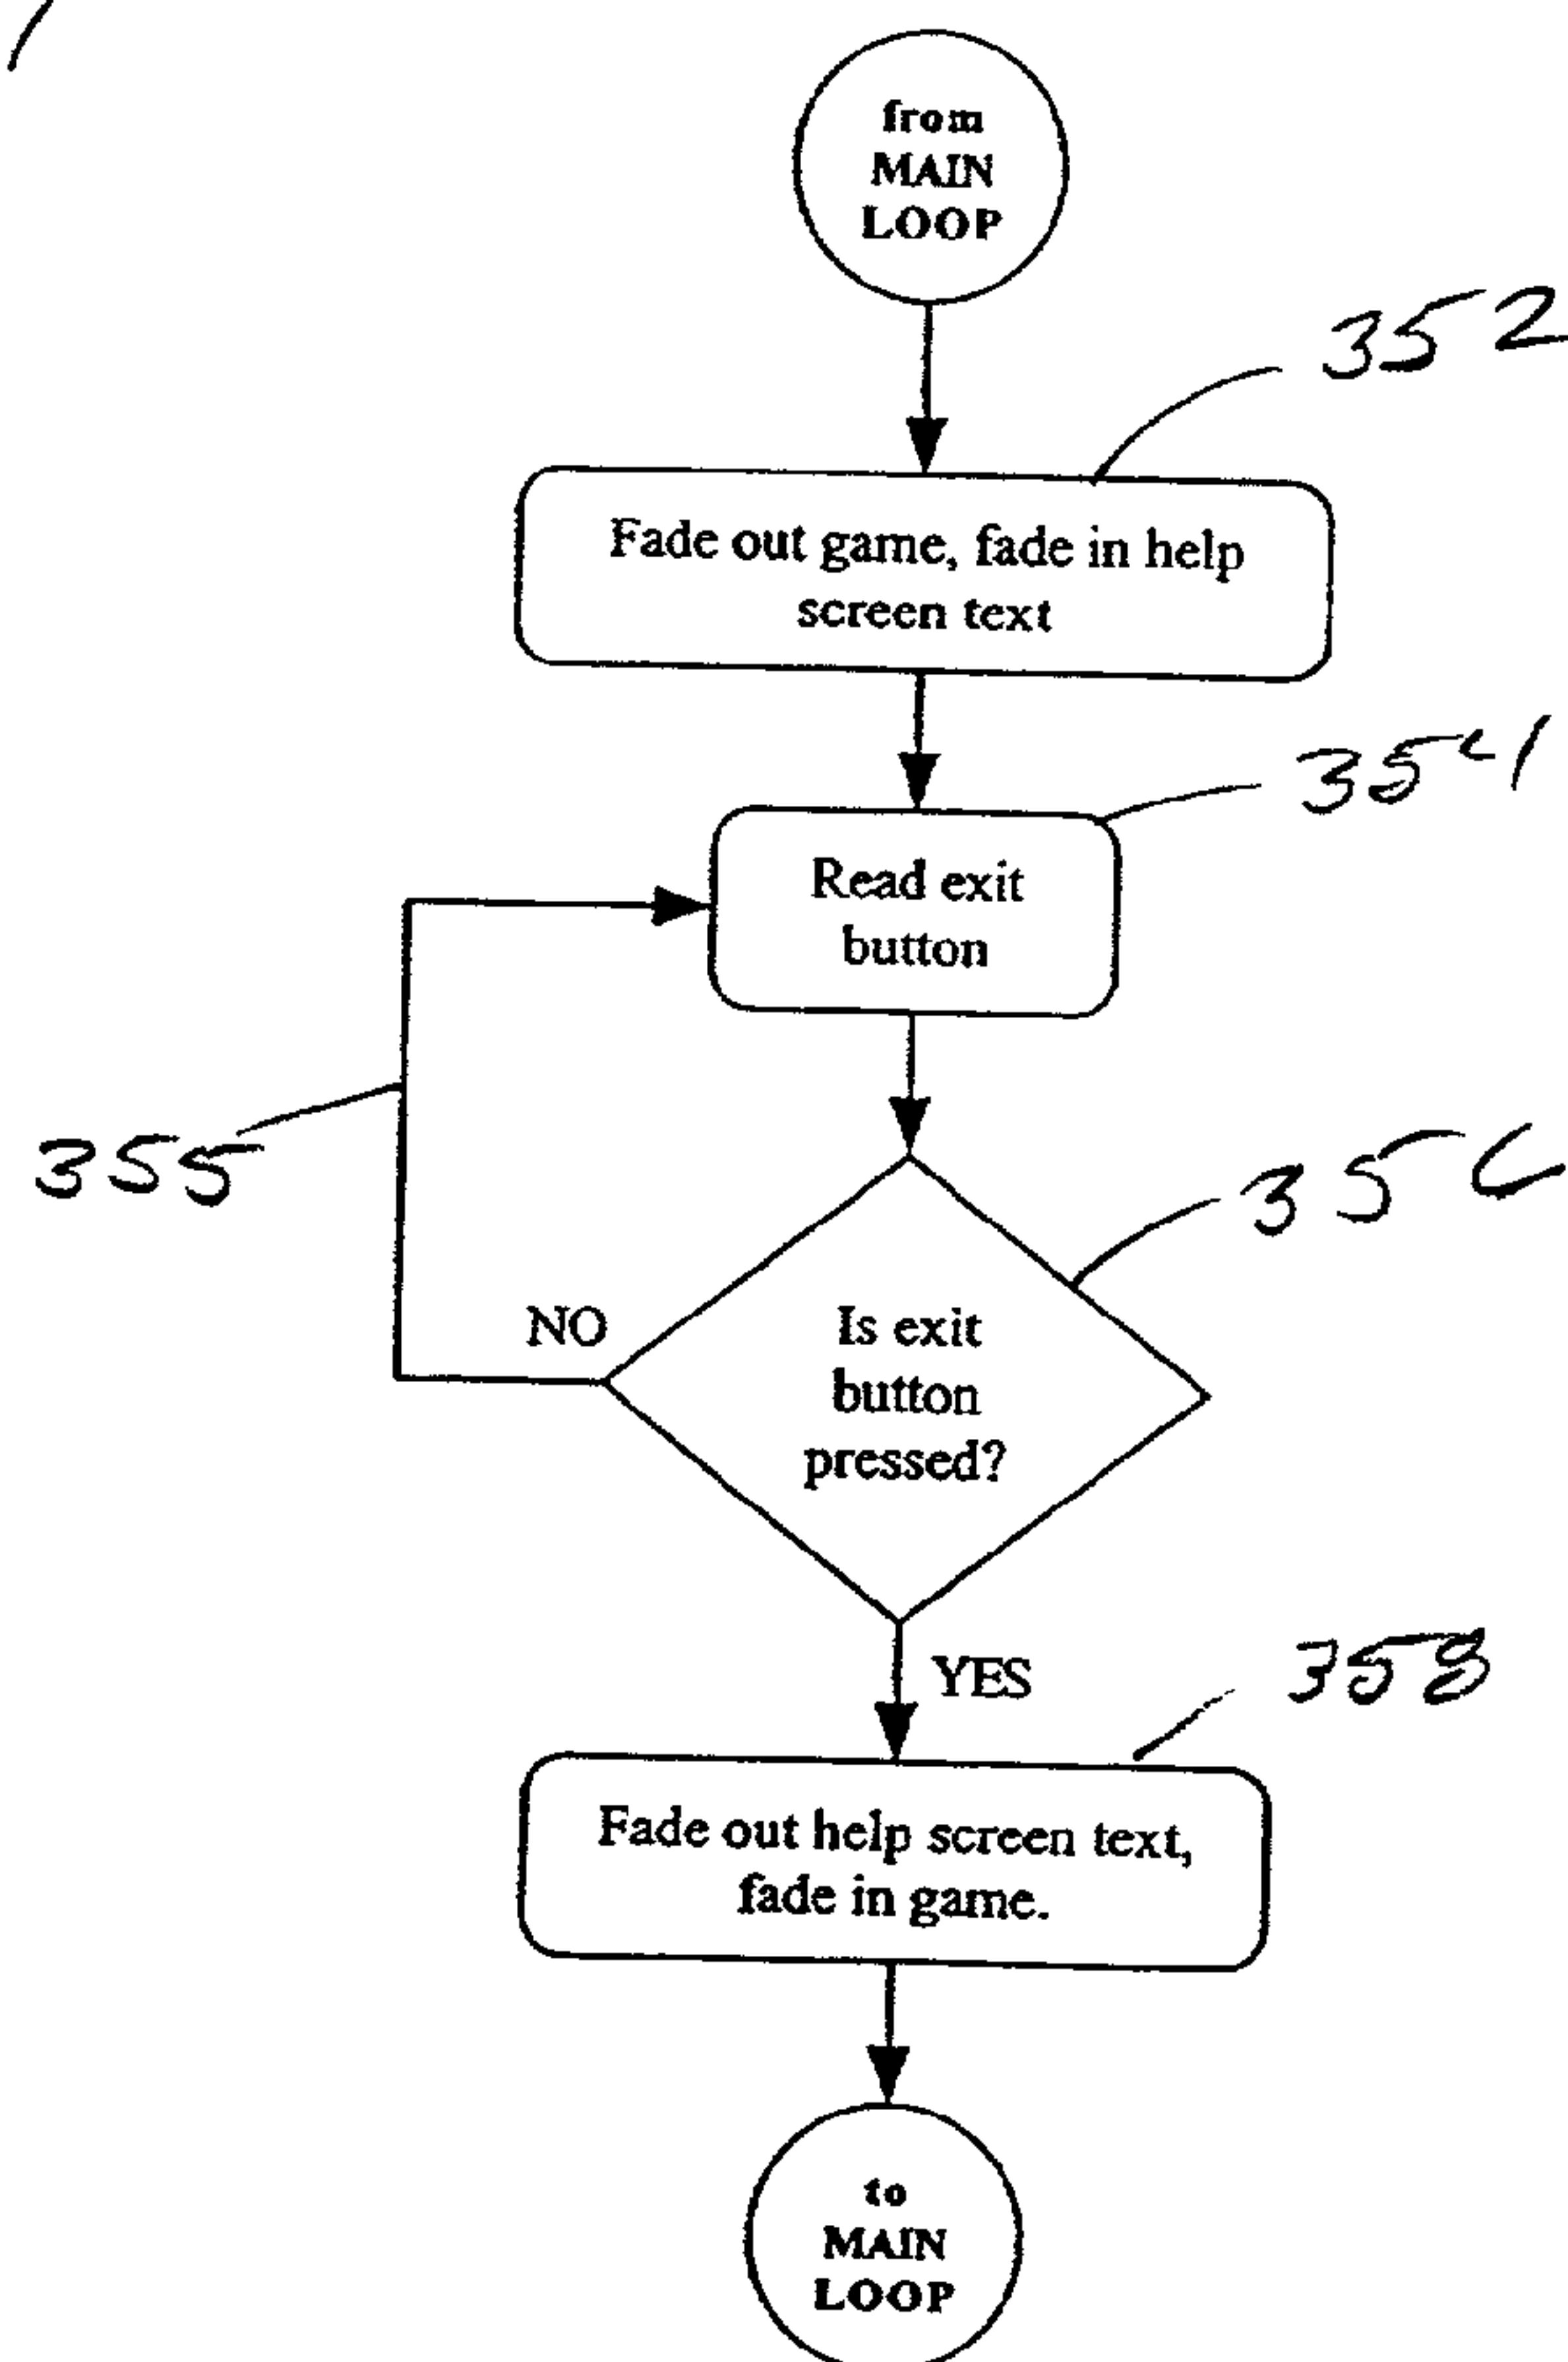 from
MAIN
LOOP
352
Fade out game, fade in help
screen text
354
Read exit
button
355
356
NO
Is exit
button
pressed?
YES
358
Fade out help screen text,
fade in game.
to
MAIN
LOOP